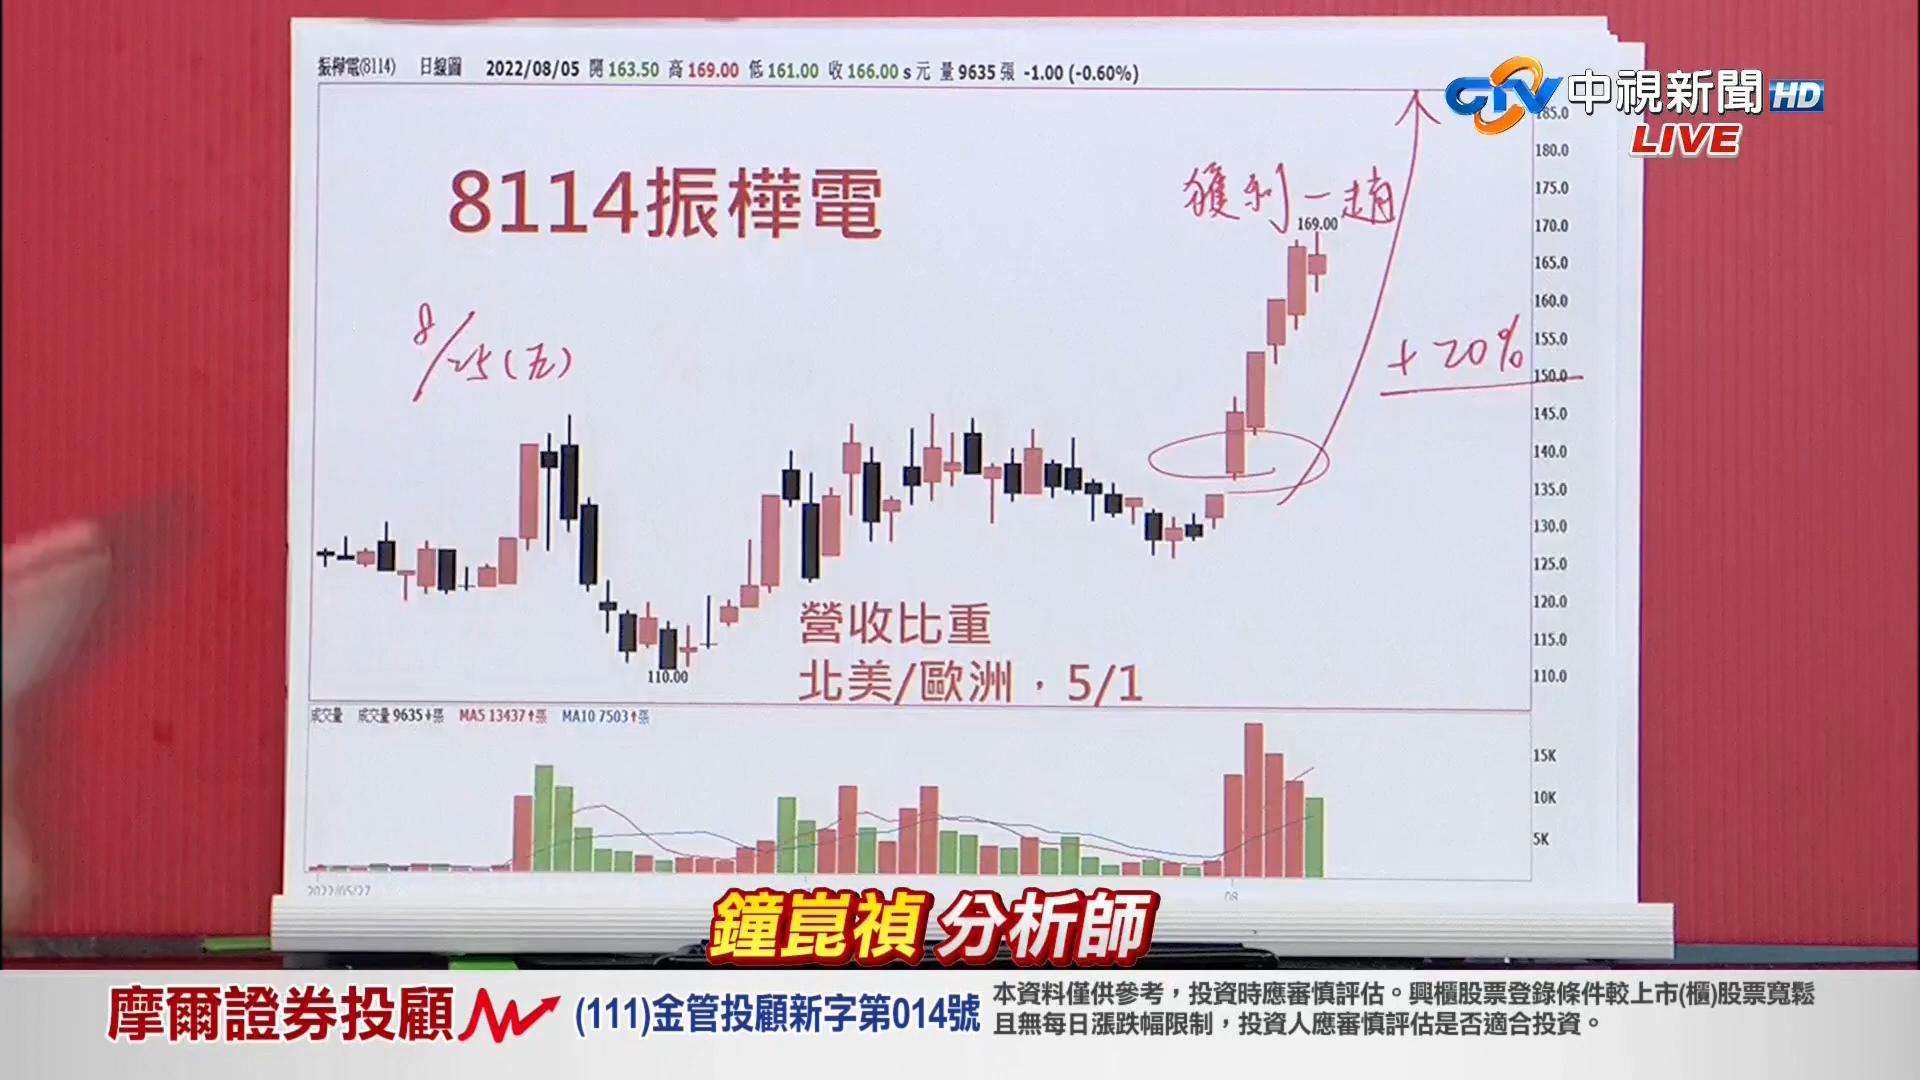 振樺電(8114) 日線圖 2022/08/05 開 163.50 高 169.00 低 161.00 收 166.00 s 元 量 9635 張 -1.00 (-0.60%)
CTV 中視新聞 HD
LIVE
185.0
180.0
175.0
170.0
165.0
160.0
155.0
150.0
145.0
140.0
135.0
130.0
125.0
120.0
115.0
110.0
8114振樺電
獲利一趟
169.00
8/25(五)
+20%
110.00
營收比重
北美/歐洲，5/1
成交量 成交量 9635↓張 MA5 13437↑張 MA10 7503↑張
15K
10K
5K
2022/05/27
08
鐘崑禎 分析師
摩爾證券投顧 (111)金管投顧新字第014號
本資料僅供參考，投資時應審慎評估。興櫃股票登錄條件較上市(櫃)股票寬鬆
且無每日漲跌幅限制，投資人應審慎評估是否適合投資。